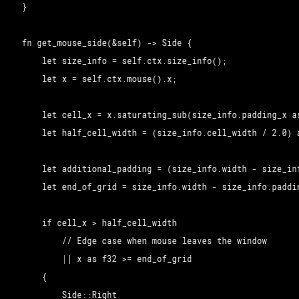 }
fn get_mouse_side(&self) -> Side {
let size_info = self.ctx.size_info();
let x = self.ctx.mouse().x;
let cell_x = x.saturating_sub(size_info.padding_x as
let half_cell_width = (size_info.cell_width / 2.0) a
let additional_padding = (size_info.width - size_inf
let end_of_grid = size_info.width - size_info.paddin
if cell_x > half_cell_width
// Edge case when mouse leaves the window
|| x as f32 >= end_of_grid
{
Side::Right